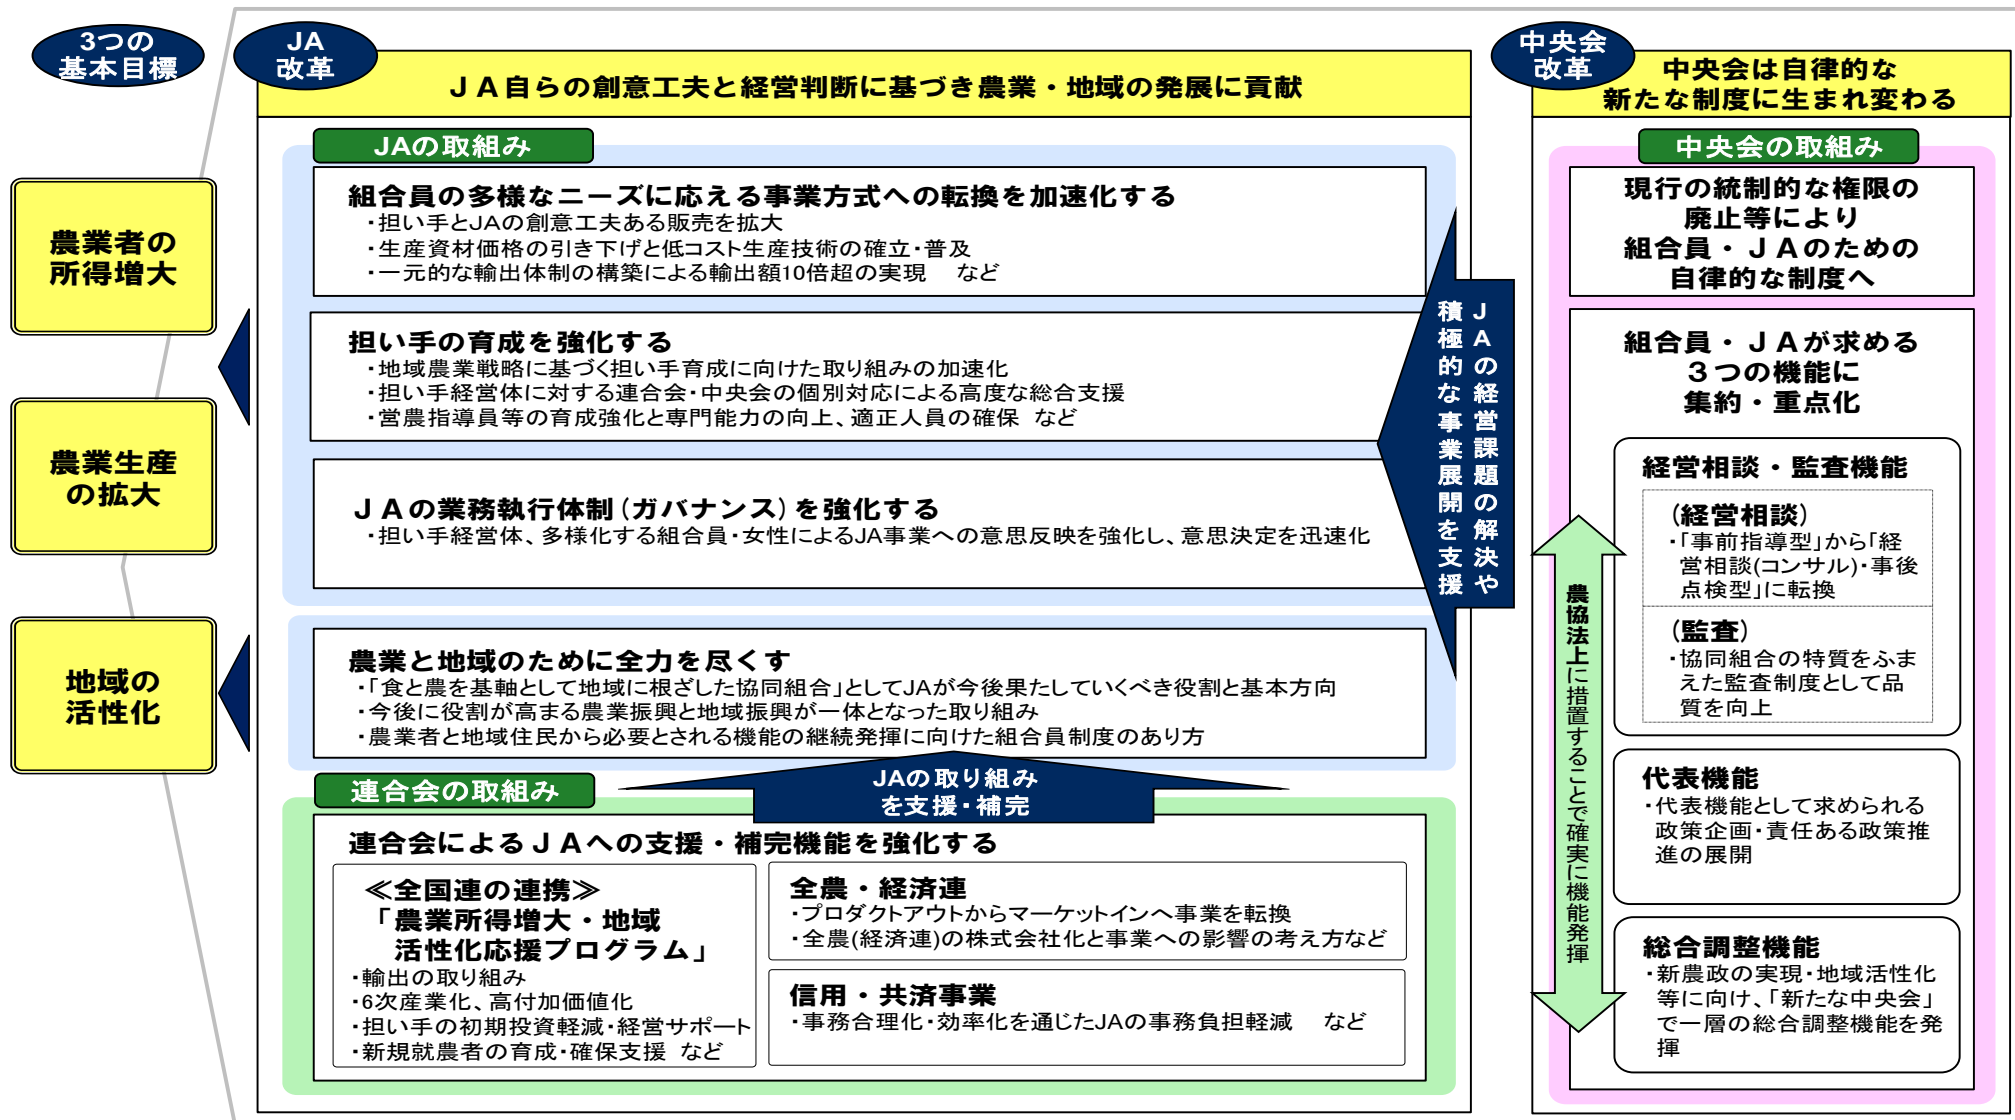 3つの
基本目標
農業者の
所得増大
農業生産
の拡大
地域の
活性化
JA
改革
JA自らの創意工夫と経営判断に基づき農業・地域の発展に貢献
JAの取組み
組合員の多様なニーズに応える事業方式への転換を加速化する
・担い手とJAの創意工夫ある販売を拡大
・生産資材価格の引き下げと低コスト生産技術の確立・普及
・一元的な輸出体制の構築による輸出額10倍超の実現　など
担い手の育成を強化する
・地域農業戦略に基づく担い手育成に向けた取り組みの加速化
・担い手経営体に対する連合会・中央会の個別対応による高度な総合支援
・営農指導員等の育成強化と専門能力の向上、適正人員の確保 など
JAの業務執行体制（ガバナンス）を強化する
・担い手経営体、多様化する組合員・女性によるJA事業への意思反映を強化し、意思決定を迅速化
農業と地域のために全力を尽くす
・「食と農を基軸として地域に根ざした協同組合」としてJAが今後果たしていくべき役割と基本方向
・今後に役割が高まる農業振興と地域振興が一体となった取り組み
・農業者と地域住民から必要とされる機能の継続発揮に向けた組合員制度のあり方
JAの取り組み
を支援・補完
連合会の取組み
連合会によるJAへの支援・補完機能を強化する
≪全国連の連携≫
「農業所得増大・地域
活性化応援プログラム」
・輸出の取り組み
・6次産業化、高付加価値化
・担い手の初期投資軽減・経営サポート
・新規就農者の育成・確保支援 など
全農・経済連
・プロダクトアウトからマーケットインへ事業を転換
・全農(経済連)の株式会社化と事業への影響の考え方など
信用・共済事業
・事務合理化・効率化を通じたJAの事務負担軽減　など
JAの経営課題の解決や
積極的な事業展開を支援
中央会
改革
中央会は自律的な
新たな制度に生まれ変わる
中央会の取組み
現行の統制的な権限の
廃止等により
組合員・JAのための
自律的な制度へ
組合員・JAが求める
３つの機能に
集約・重点化
経営相談・監査機能
（経営相談）
・「事前指導型」から「経
営相談(コンサル)・事後
点検型」に転換
（監査）
・協同組合の特質をふま
えた監査制度として品
質を向上
代表機能
・代表機能として求められる
政策企画・責任ある政策推
進の展開
総合調整機能
・新農政の実現・地域活性化
等に向け、「新たな中央会」
で一層の総合調整機能を発
揮
農協法上に措置することで確実に機能発揮